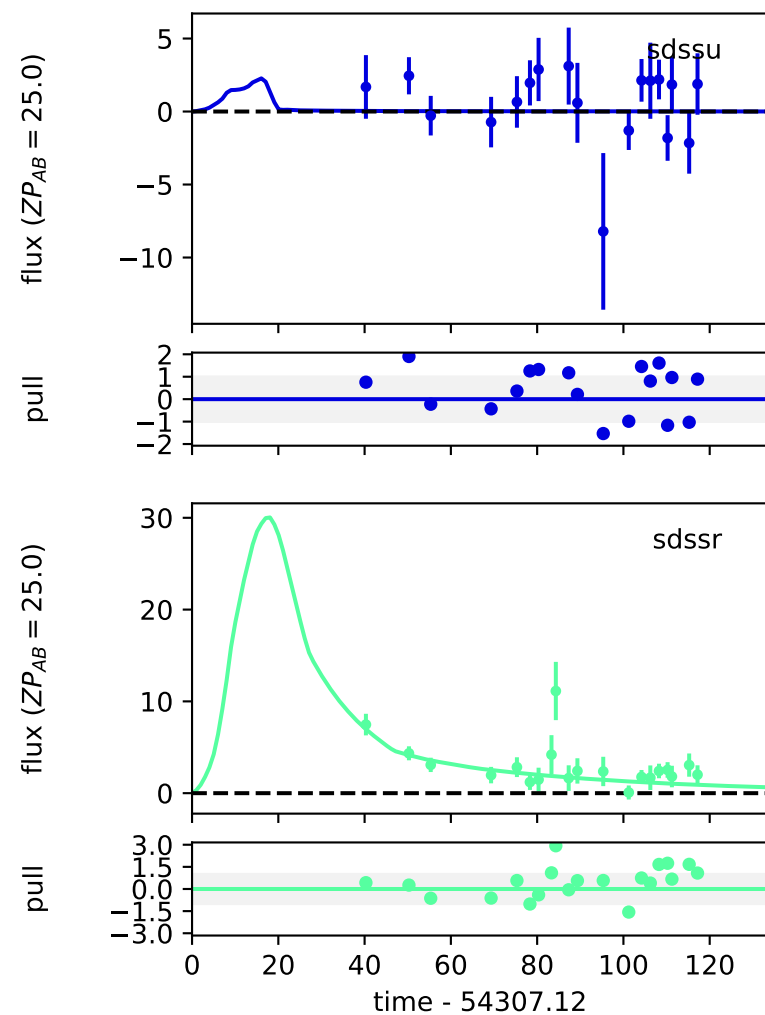 sdssu
flux (ZP_AB = 25.0)
5
0
−5
−10
pull
2
1
0
−1
−2
sdssr
flux (ZP_AB = 25.0)
30
20
10
0
pull
3.0
1.5
0.0
−1.5
−3.0
0 20 40 60 80 100 120
time - 54307.12